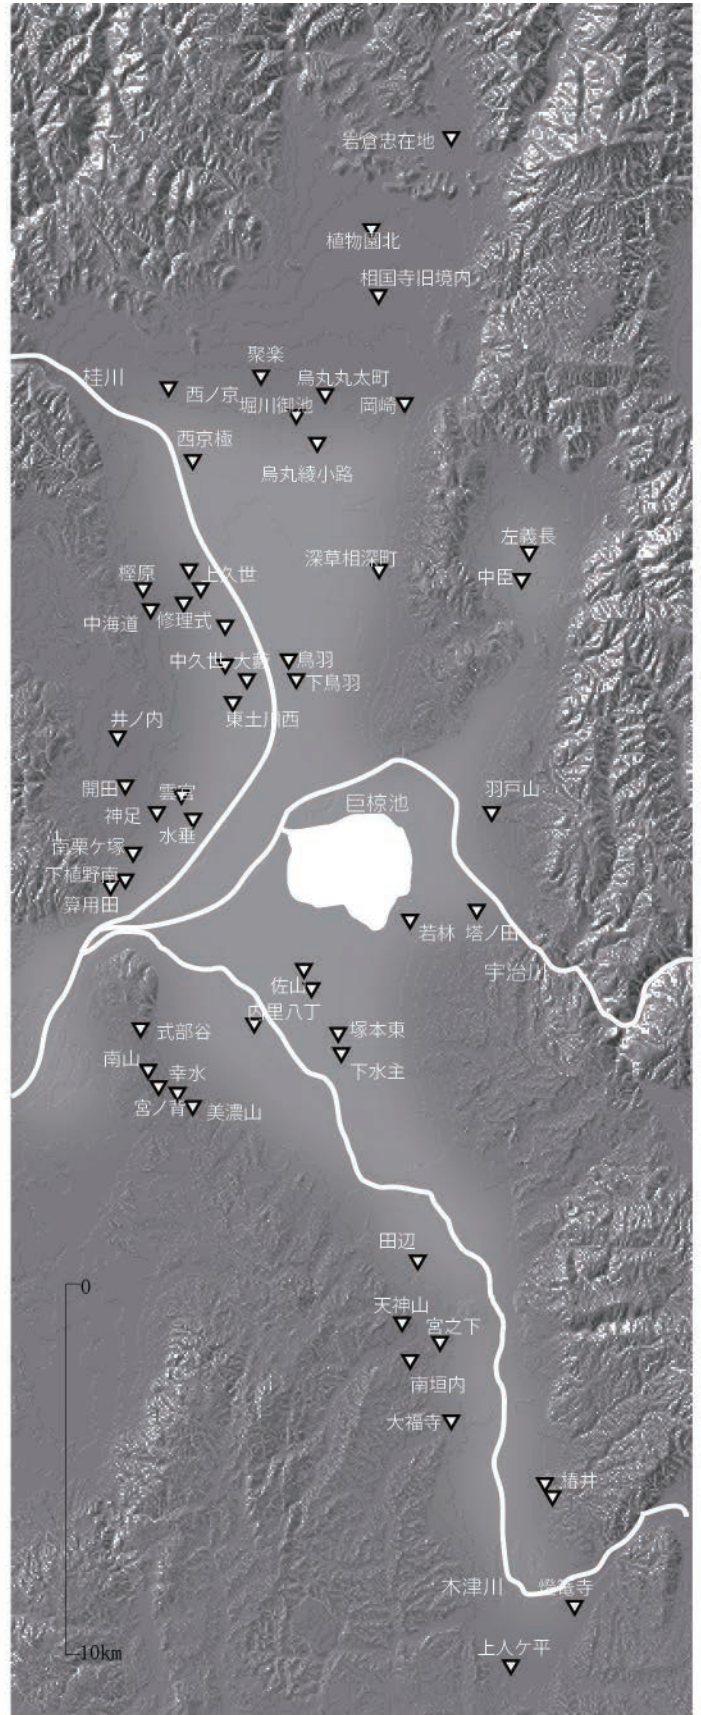 岩倉忠在地
植物園北
相国寺旧境内
聚楽
桂川
西ノ京
烏丸丸太町
堀川御池
岡崎
西京極
烏丸綾小路
左義長
深草相深町
樫原
上久世
中臣
中海道
修理式
中久世
大藪
鳥羽
下鳥羽
井ノ内
東土川西
開田
雲宮
羽戸山
巨椋池
神足
水垂
南栗ケ塚
下植野南
算用田
若林
塔ノ田
宇治川
佐山
内里八丁
式部谷
塚本東
南山
幸水
下水主
宮ノ背
美濃山
田辺
0
天神山
宮之下
南垣内
大福寺
椿井
木津川
燈篭寺
上人ケ平
10km